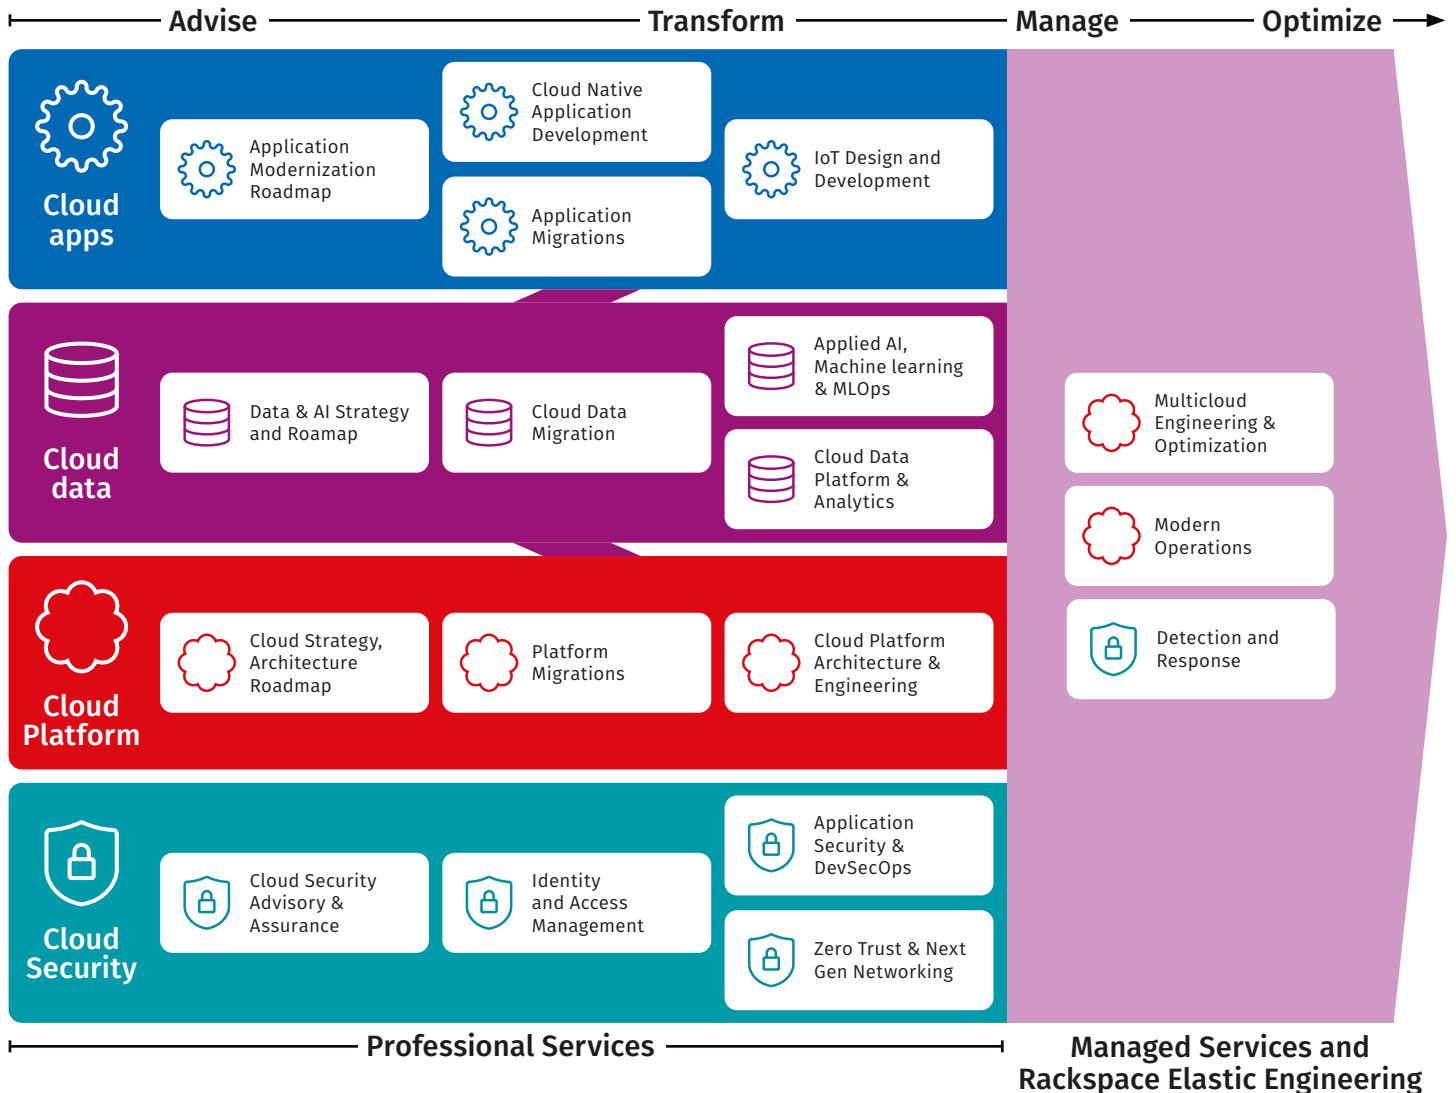 Advise
Transform
Manage
Optimize
Cloud
apps
Application
Modernization
Roadmap
Cloud Native
Application
Development
Application
Migrations
IoT Design and
Development
Cloud
data
Data & AI Strategy
and Roamap
Cloud Data
Migration
Applied AI,
Machine learning
& MLOps
Cloud Data
Platform &
Analytics
Cloud
Platform
Cloud Strategy,
Architecture
Roadmap
Platform
Migrations
Cloud Platform
Architecture &
Engineering
Cloud
Security
Cloud Security
Advisory &
Assurance
Identity
and Access
Management
Application
Security &
DevSecOps
Zero Trust & Next
Gen Networking
Multicloud
Engineering &
Optimization
Modern
Operations
Detection and
Response
Professional Services
Managed Services and
Rackspace Elastic Engineering